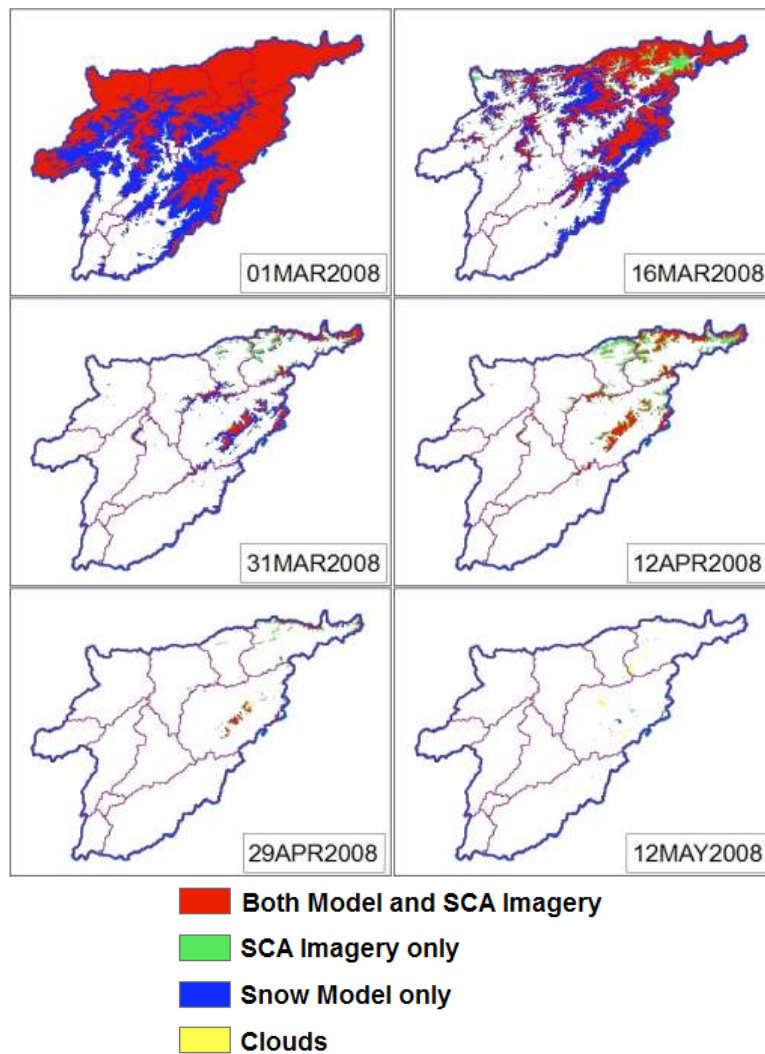 01MAR2008
16MAR2008
31MAR2008
12APR2008
29APR2008
12MAY2008
Both Model and SCA Imagery
SCA Imagery only
Snow Model only
Clouds